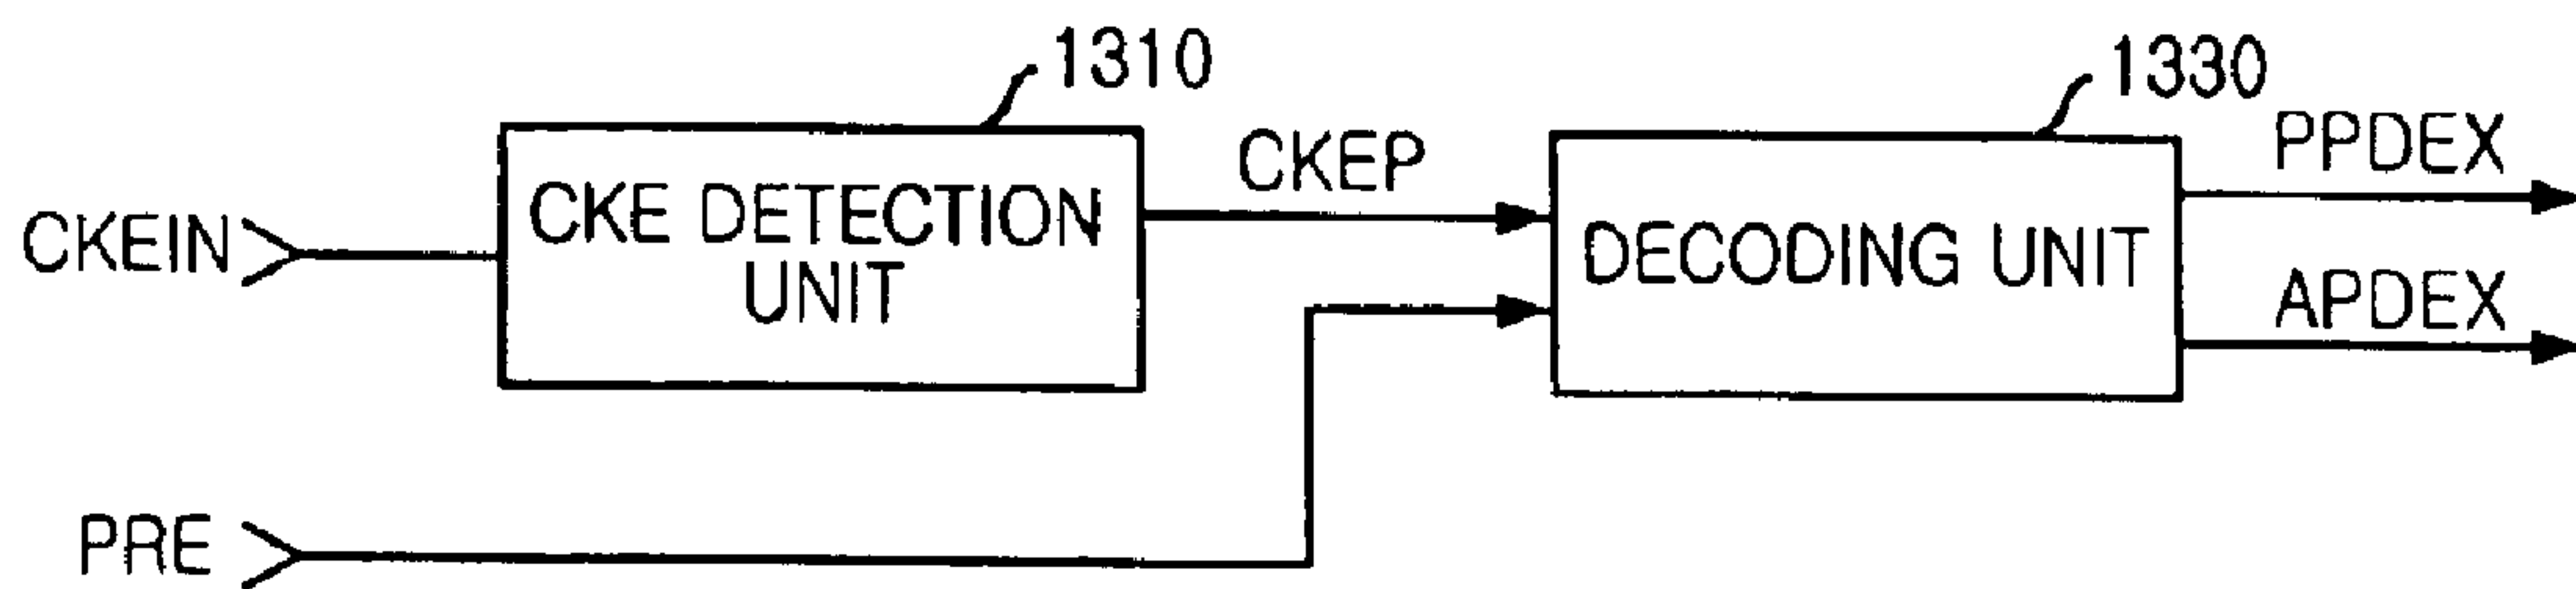 1310
1330
CKEIN
CKE DETECTION
UNIT
CKEP
DECODING UNIT
PPDEX
APDEX
PRE